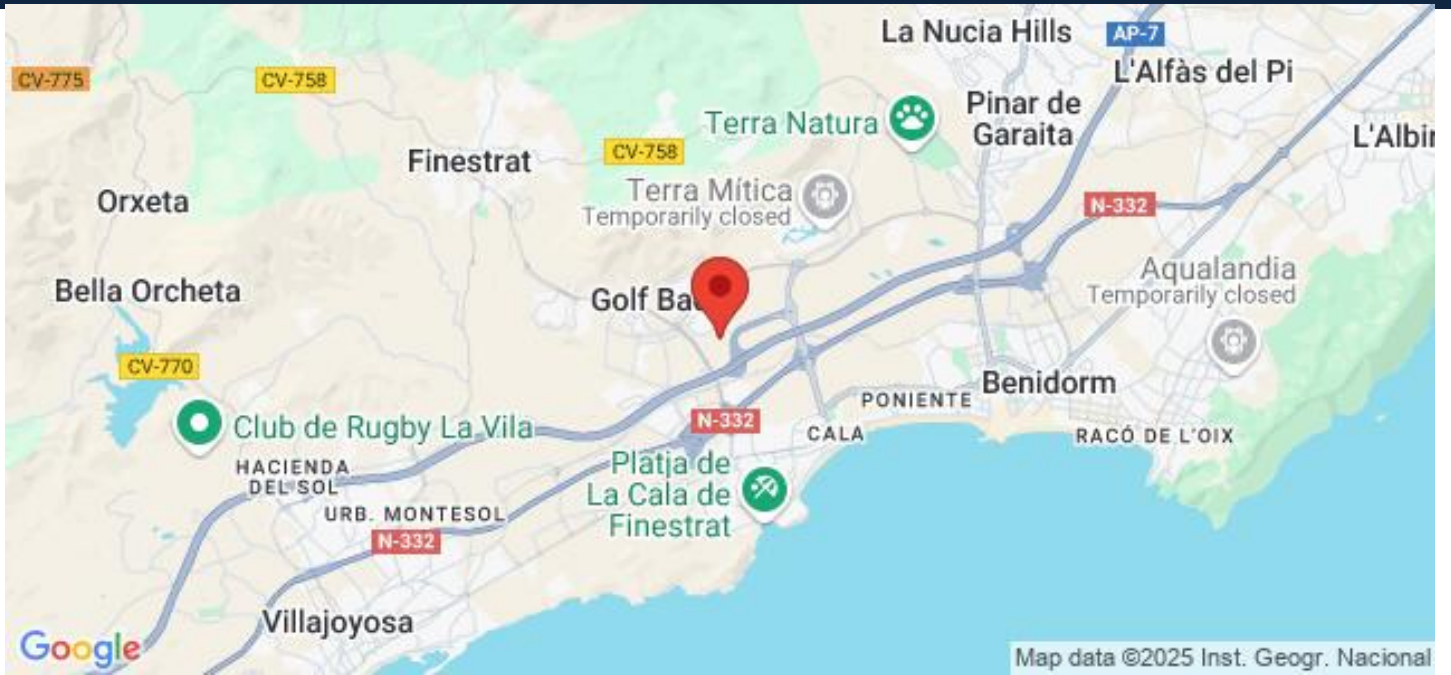 La Nucia Hills
AP-7
CV-775
CV-758
L'Alfàs del Pi
Terra Natura
Pinar de
Garaita
L'Albir
Finestrat
CV-758
Terra Mítica
Temporarily closed
Orxeta
N-332
Bella Orcheta
Golf Ba
Aqualandia
Temporarily closed
CV-770
Benidorm
PONIENTE
N-332
CALA
RACÓ DE L'OIX
Club de Rugby La Vila
HACIENDA
DEL SOL
Platja de
La Cala de
Finestrat
URB. MONTESOL
N-332
Villajoyosa
Google
Map data ©2025 Inst. Geogr. Nacional